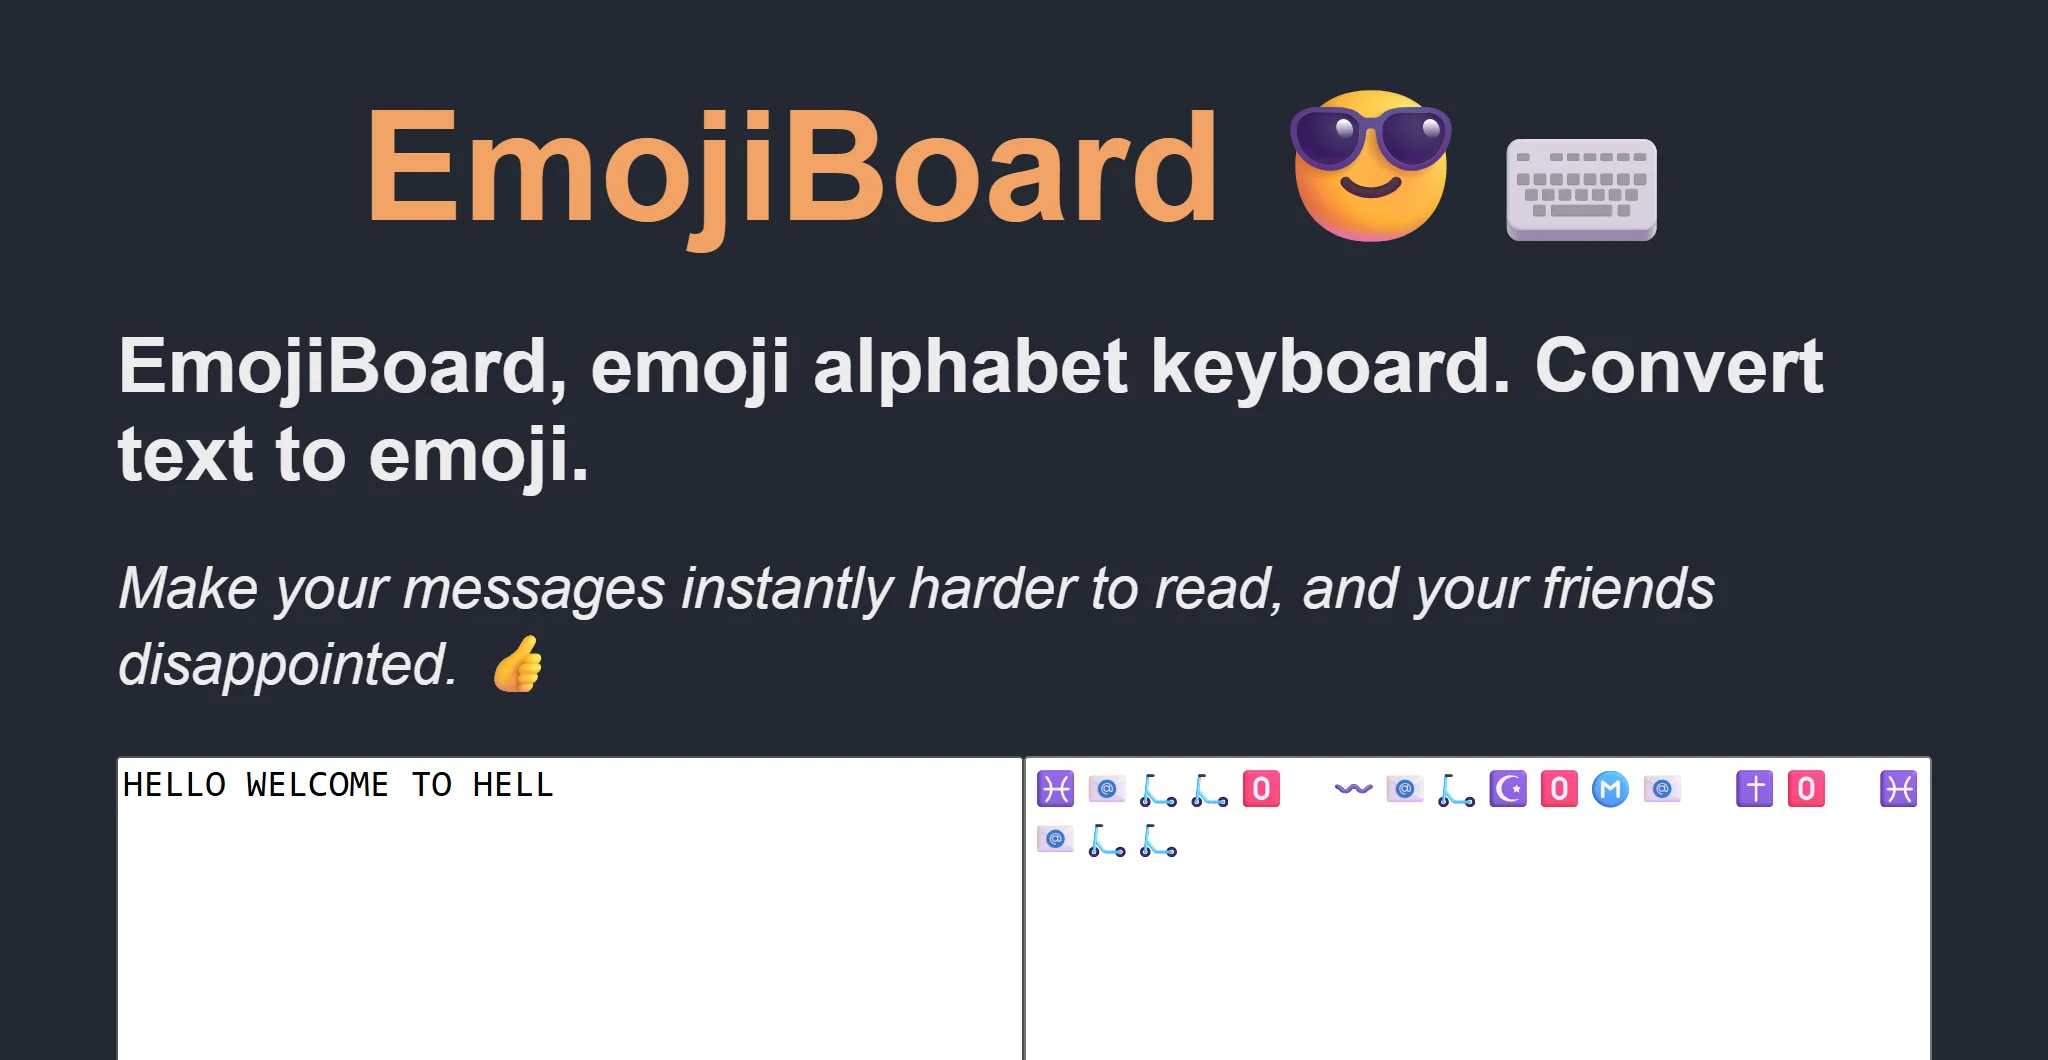 EmojiBoard 😎 ⌨️
EmojiBoard, emoji alphabet keyboard. Convert
text to emoji.
Make your messages instantly harder to read, and your friends
disappointed. 👍
HELLO WELCOME TO HELL
♓📧🛴🛴🅾️ 〰️📧🛴☪️🅾️Ⓜ️📧 ✝️🅾️ ♓
📧🛴🛴